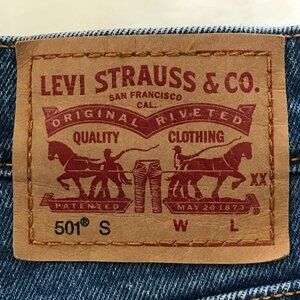 LEVI STRAUSS & CO.
SAN FRANCISCO
CAL.
ORIGINAL RIVETED
QUALITY CLOTHING
XX
PATENTED MAY 20 1873
501® S W L